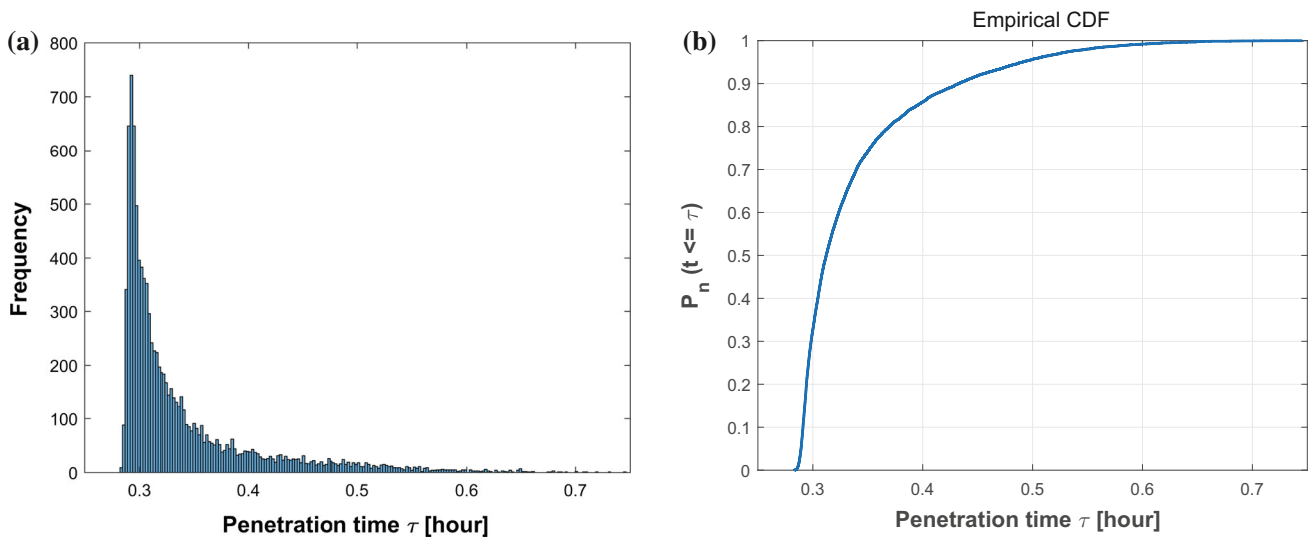 (a)
800
700
600
500
400
300
200
100
0
Frequency
0.3 0.4 0.5 0.6 0.7
Penetration time τ [hour]
(b)
Empirical CDF
1
0.9
0.8
0.7
0.6
0.5
0.4
0.3
0.2
0.1
0
P_n (t <= τ)
0.3 0.4 0.5 0.6 0.7
Penetration time τ [hour]